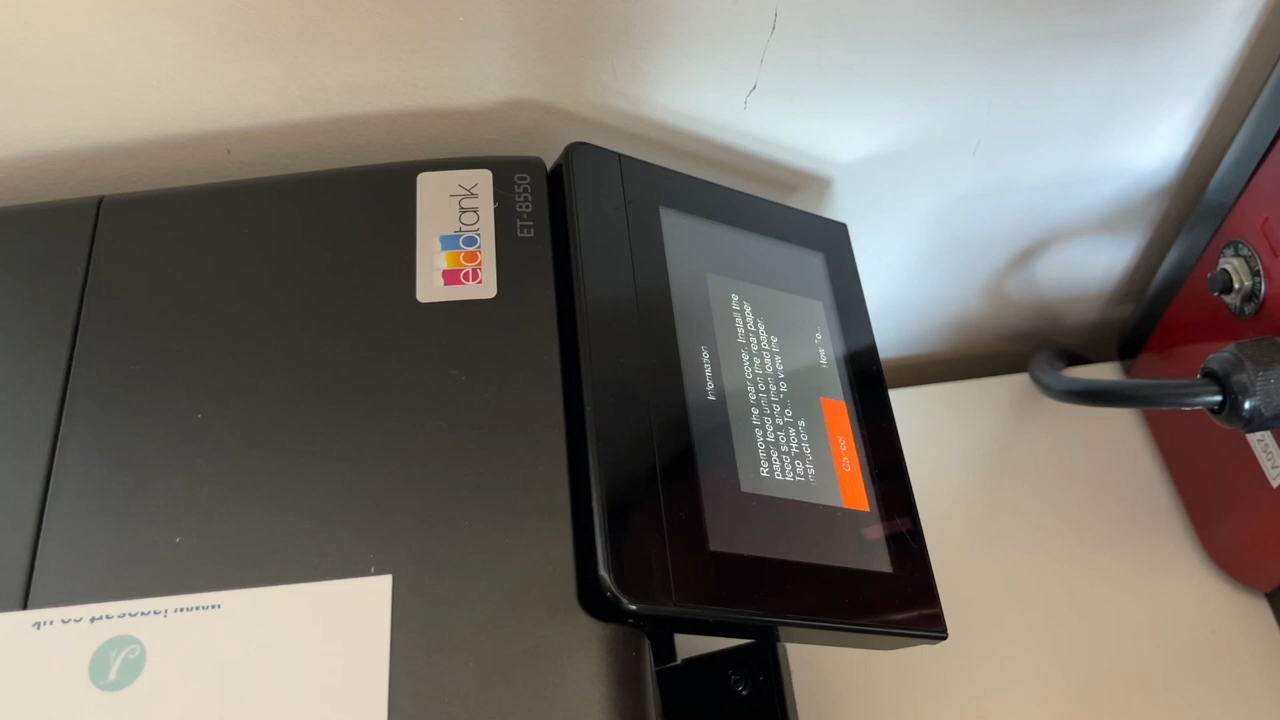 ecotank
ET-8550
Information
Remove the rear cover. Install the
paper feed unit on the rear paper
feed slot, and then load paper.
Tap "How To..." to view the
instructions.
Cancel
How To...